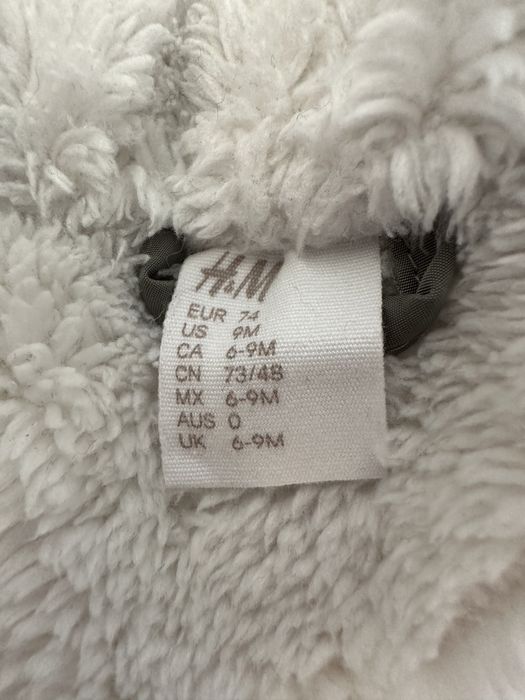 H&M
EUR 74
US 9M
CA 6-9M
CN 73/48
MX 6-9M
AUS 0
UK 6-9M